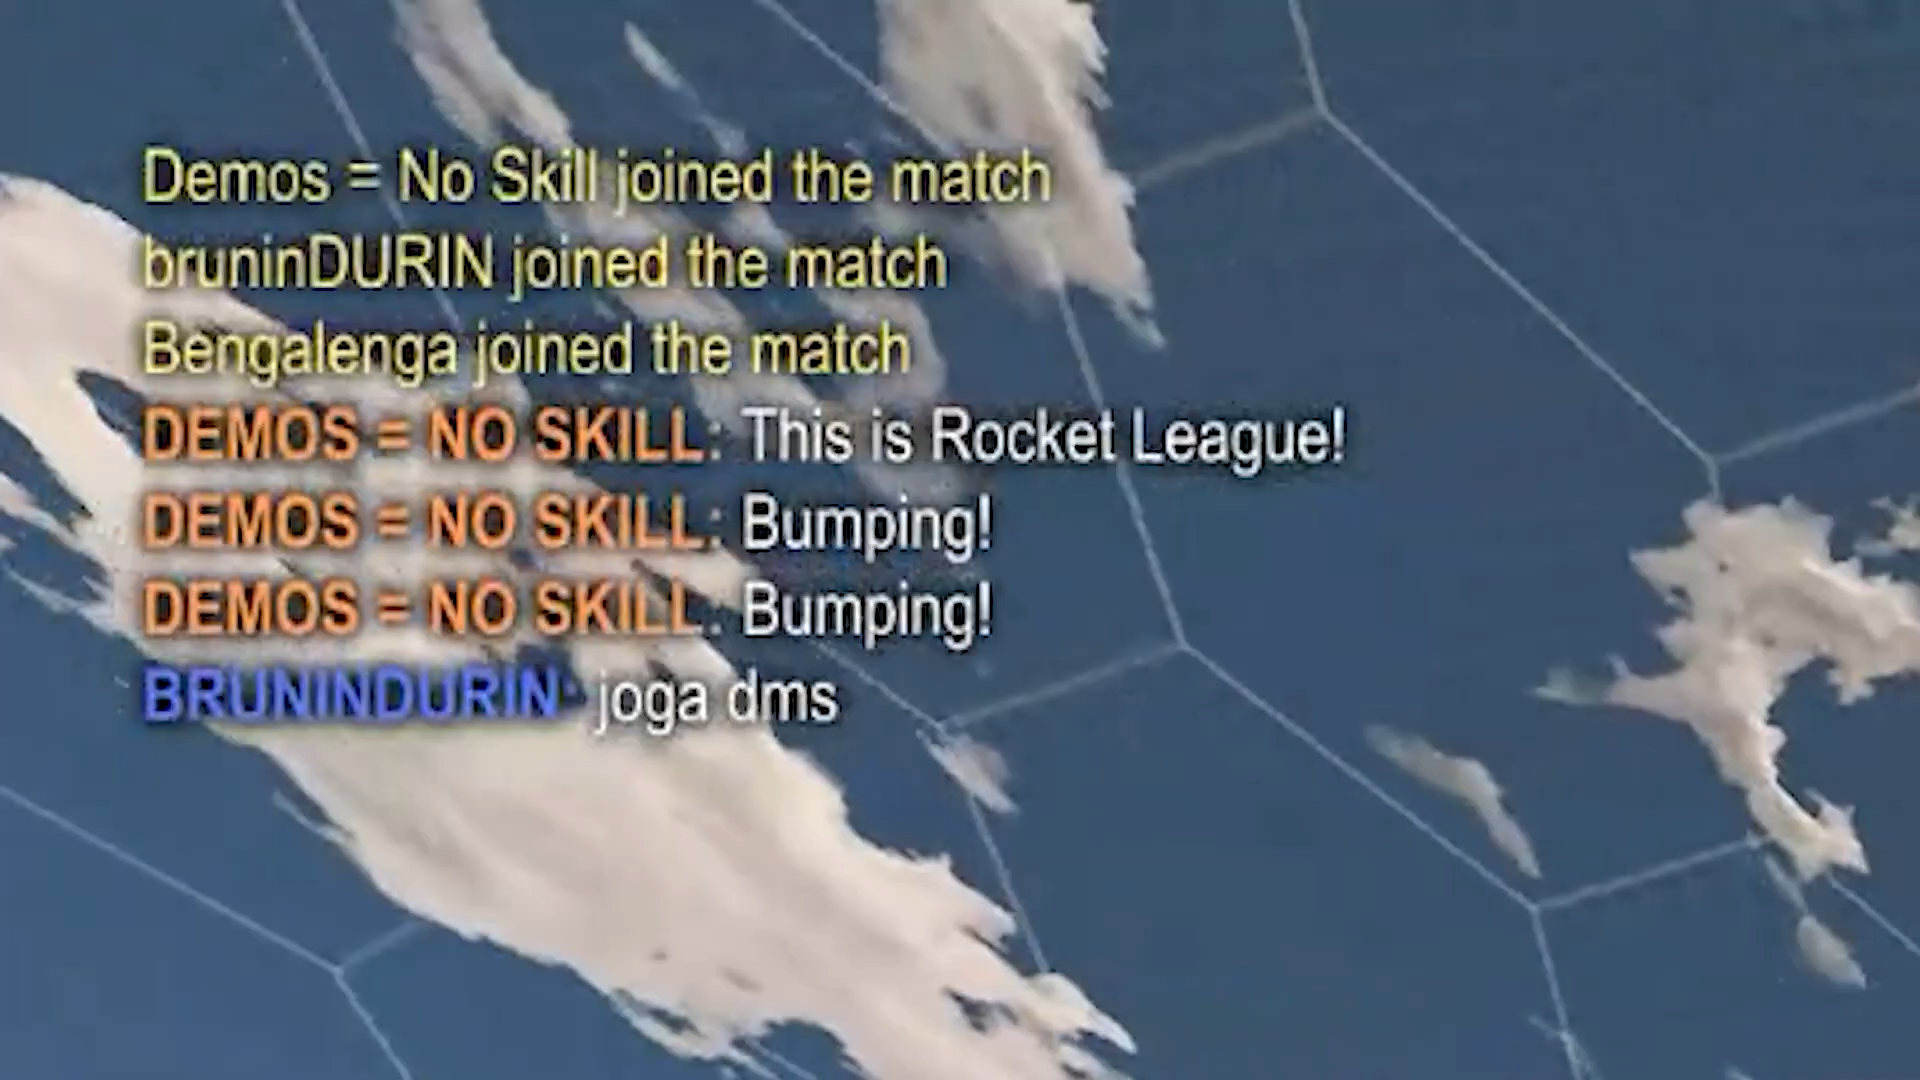 Demos = No Skill joined the match
bruninDURIN joined the match
Bengalenga joined the match
DEMOS = NO SKILL: This is Rocket League!
DEMOS = NO SKILL: Bumping!
DEMOS = NO SKILL: Bumping!
BRUNINDURIN: joga dms